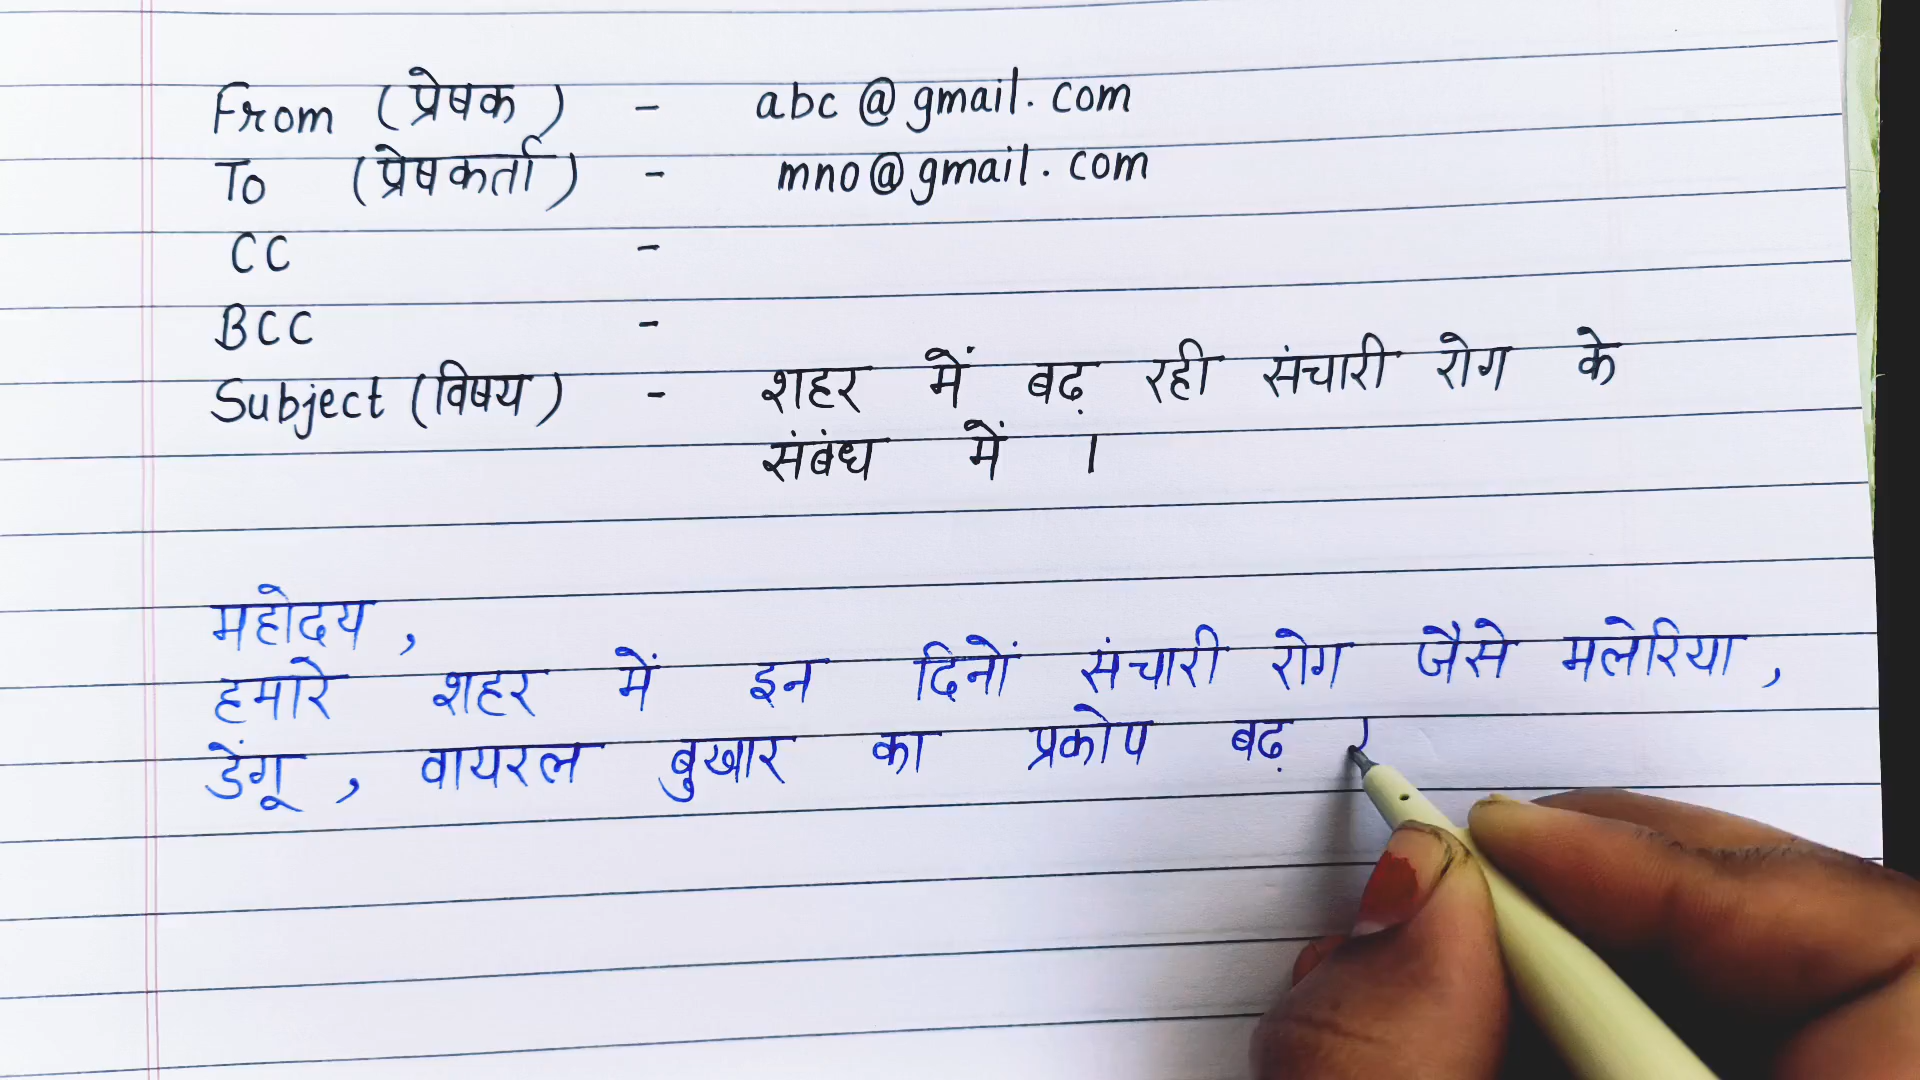 From (प्रेषक) - abc@gmail.com
To (प्रेषकर्ता) - mno@gmail.com
CC -
BCC -
Subject (विषय) - शहर में बढ़ रही संचारी रोग के
संबंध में ।
महोदय ,
हमारे शहर में इन दिनों संचारी रोग जैसे मलेरिया ,
डेंगू , वायरल बुखार का प्रकोप बढ़ र